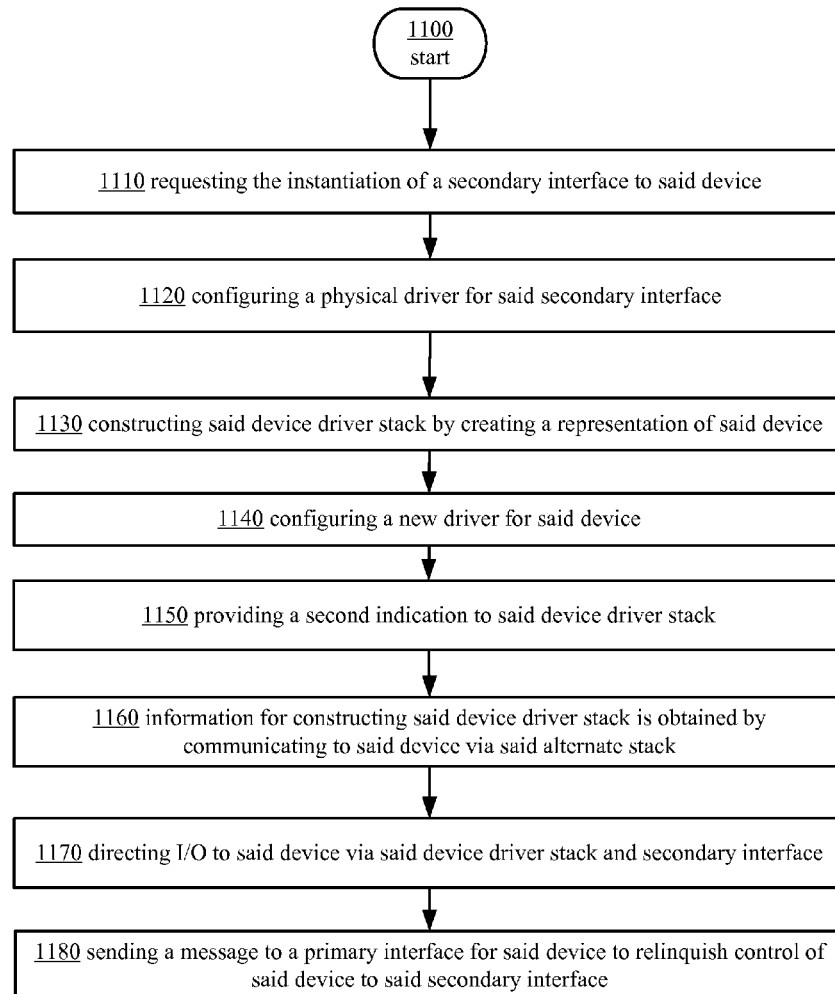 1100
start
1110 requesting the instantiation of a secondary interface to said device
1120 configuring a physical driver for said secondary interface
1130 constructing said device driver stack by creating a representation of said device
1140 configuring a new driver for said device
1150 providing a second indication to said device driver stack
1160 information for constructing said device driver stack is obtained by
communicating to said device via said alternate stack
1170 directing I/O to said device via said device driver stack and secondary interface
1180 sending a message to a primary interface for said device to relinquish control of
said device to said secondary interface